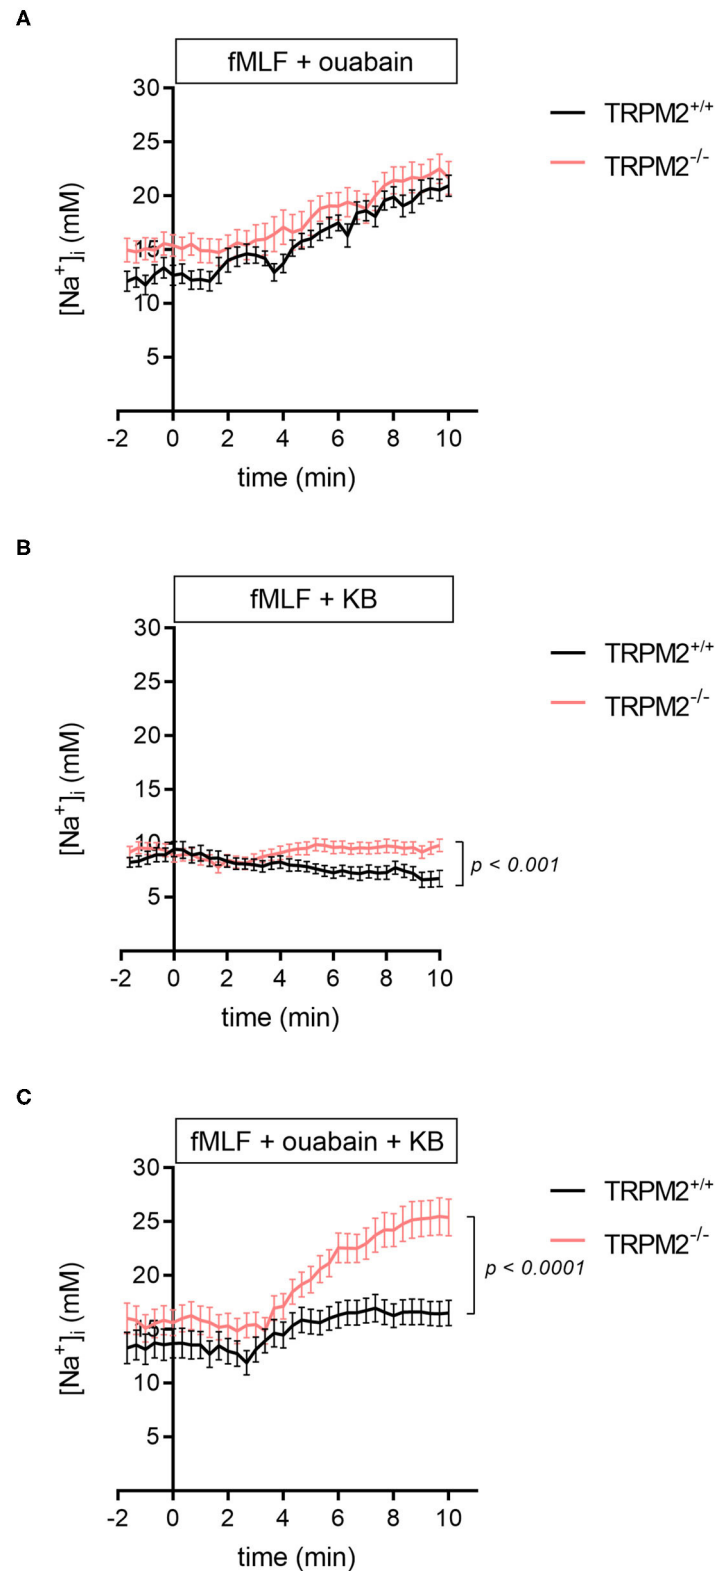 A
fMLF + ouabain
30
25
20
15
10
5
[Na+]i (mM)
-2 0 2 4 6 8 10
time (min)
TRPM2+/+
TRPM2-/-
B
fMLF + KB
30
25
20
15
10
5
[Na+]i (mM)
-2 0 2 4 6 8 10
time (min)
TRPM2+/+
TRPM2-/-
p < 0.001
C
fMLF + ouabain + KB
30
25
20
15
10
5
[Na+]i (mM)
-2 0 2 4 6 8 10
time (min)
TRPM2+/+
TRPM2-/-
p < 0.0001